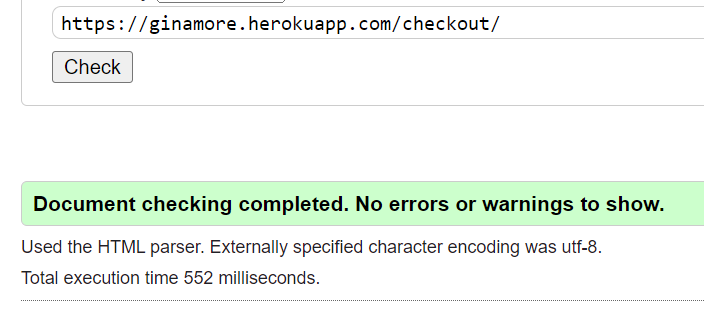 https://ginamore.herokuapp.com/checkout/
Check
Document checking completed. No errors or warnings to show.
Used the HTML parser. Externally specified character encoding was utf-8.
Total execution time 552 milliseconds.